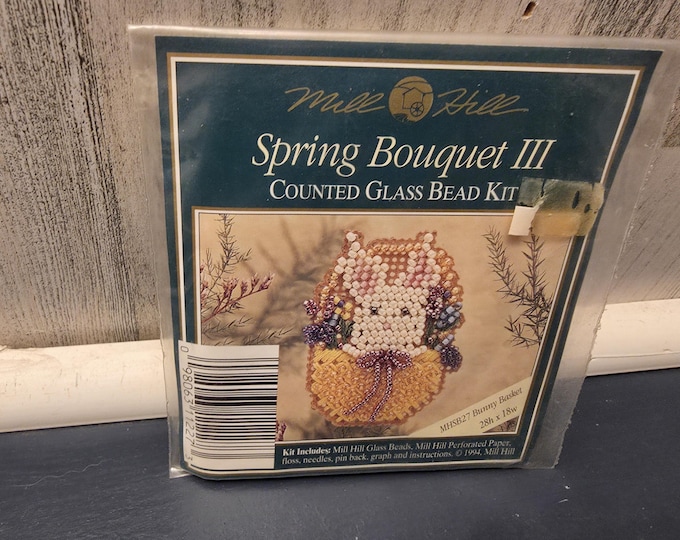 Mill Hill
Spring Bouquet III
COUNTED GLASS BEAD KIT
MHSB27 Bunny Basket
28h x 18w
Kit Includes: Mill Hill Glass Beads, Mill Hill Perforated Paper,
floss, needles, pin back, graph and instructions. © 1994, Mill Hill